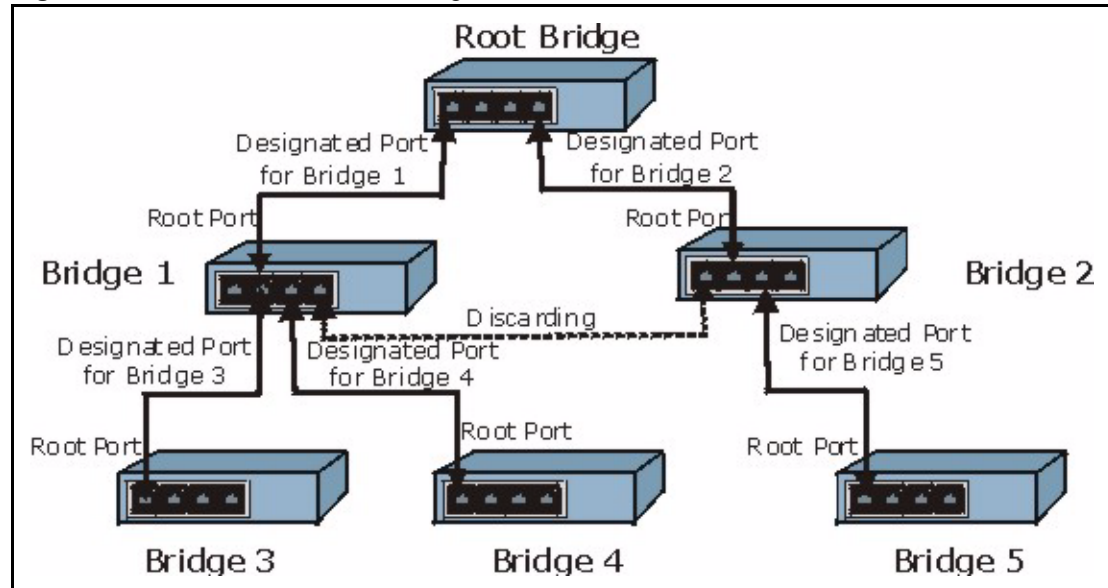 Root Bridge
Designated Port
for Bridge 1
Designated Port
for Bridge 2
Root Port
Root Port
Bridge 1
Bridge 2
Discarding
Designated Port
for Bridge 3
Designated Port
for Bridge 4
Designated Port
for Bridge 5
Root Port
Root Port
Root Port
Bridge 3
Bridge 4
Bridge 5